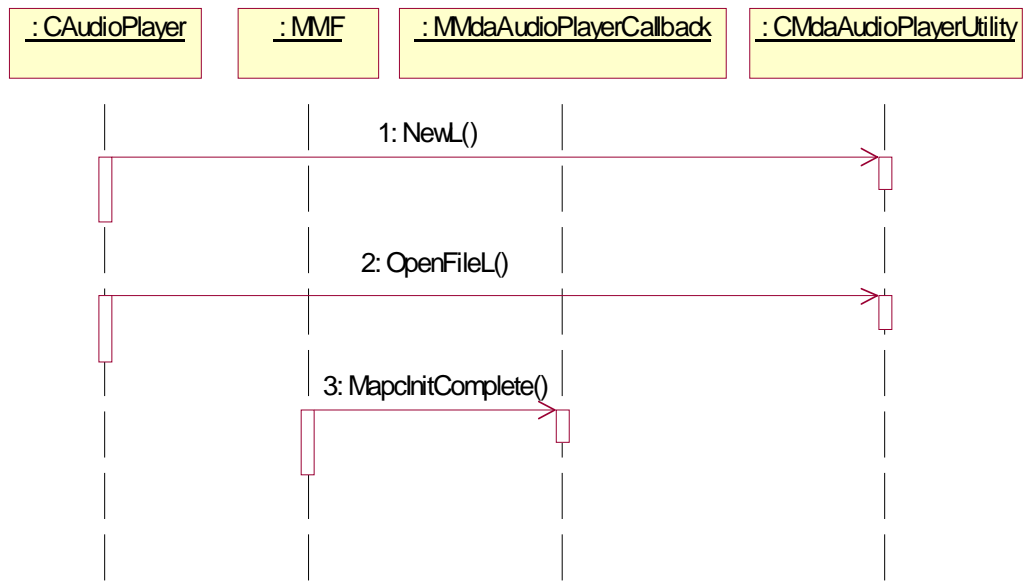 : CAudioPlayer
: MMF
: MMdaAudioPlayerCallback
: CMdaAudioPlayerUtility
1: NewL()
2: OpenFileL()
3: MapcInitComplete()